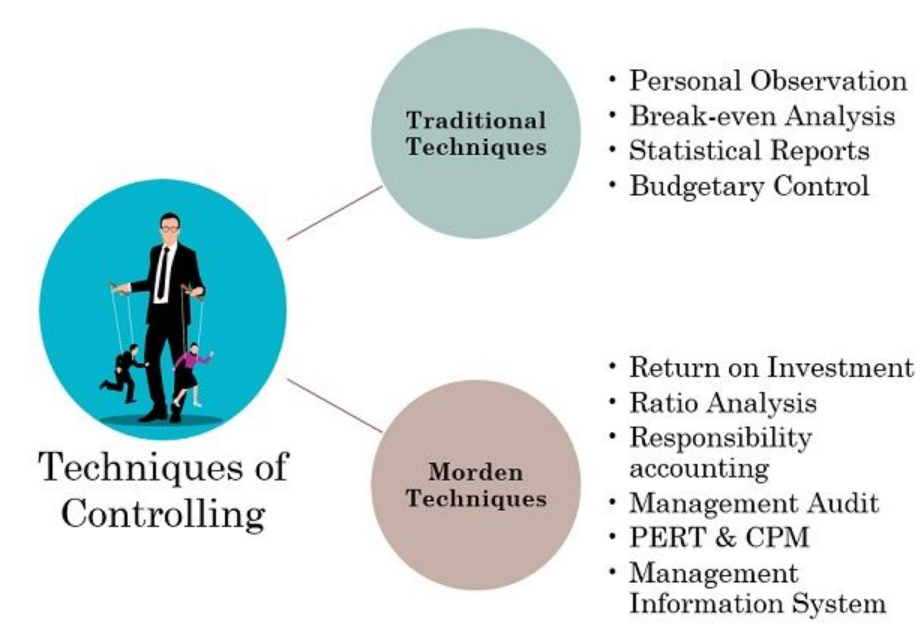 Traditional
Techniques
• Personal Observation
• Break-even Analysis
• Statistical Reports
• Budgetary Control
Techniques of
Controlling
Morden
Techniques
• Return on Investment
• Ratio Analysis
• Responsibility
accounting
• Management Audit
• PERT & CPM
• Management
Information System